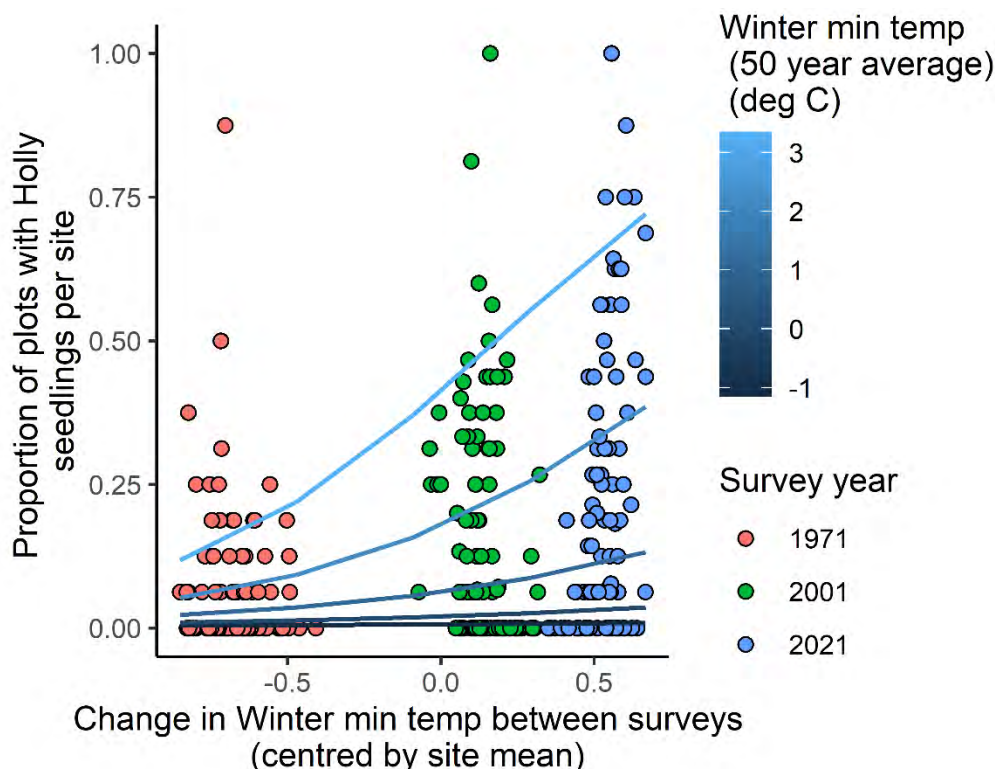 Winter min temp
(50 year average)
(deg C)
3
2
1
0
-1
Survey year
1971
2001
2021
Proportion of plots with Holly
seedlings per site
1.00
0.75
0.50
0.25
0.00
-0.5
0.0
0.5
Change in Winter min temp between surveys
(centred by site mean)